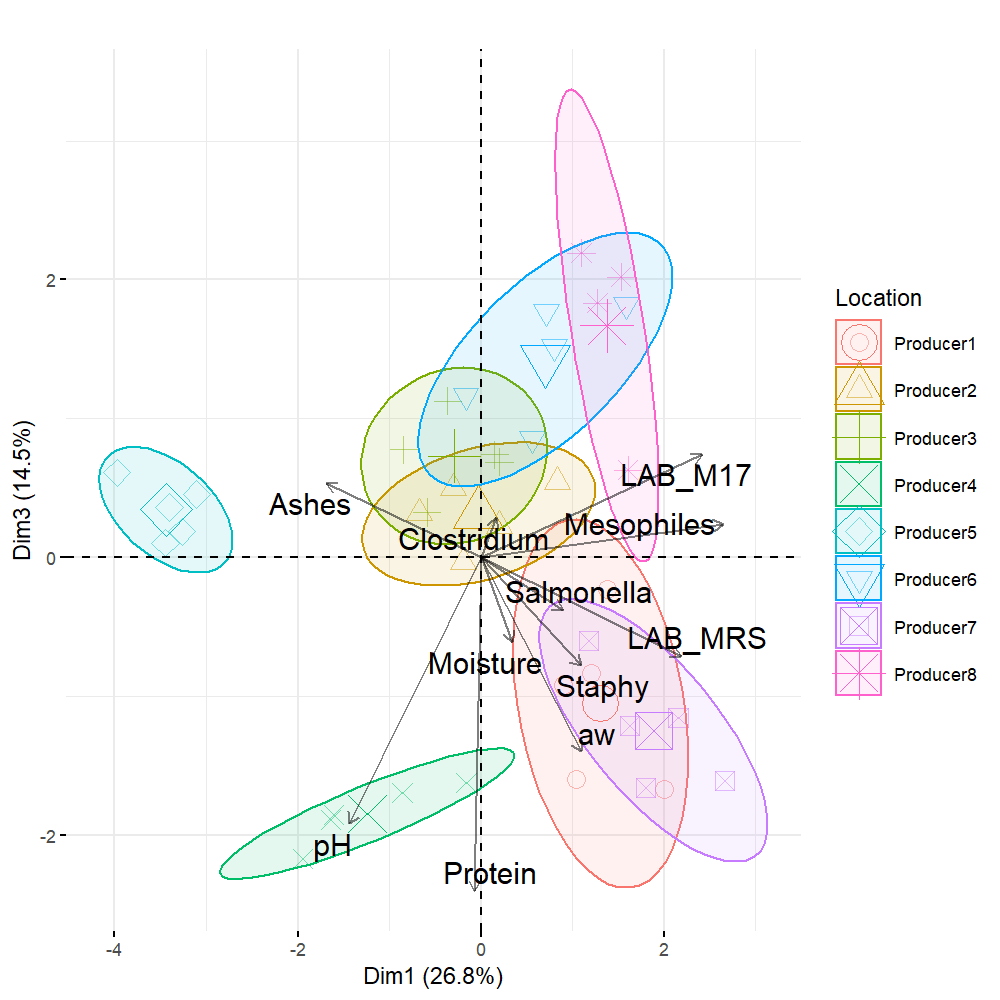 2
0
-2
-4
-2
0
2
Dim3 (14.5%)
Dim1 (26.8%)
LAB_M17
Ashes
Mesophiles
Clostridium
Salmonella
LAB_MRS
Moisture
Staphy
aw
pH
Protein
Location
Producer1
Producer2
Producer3
Producer4
Producer5
Producer6
Producer7
Producer8